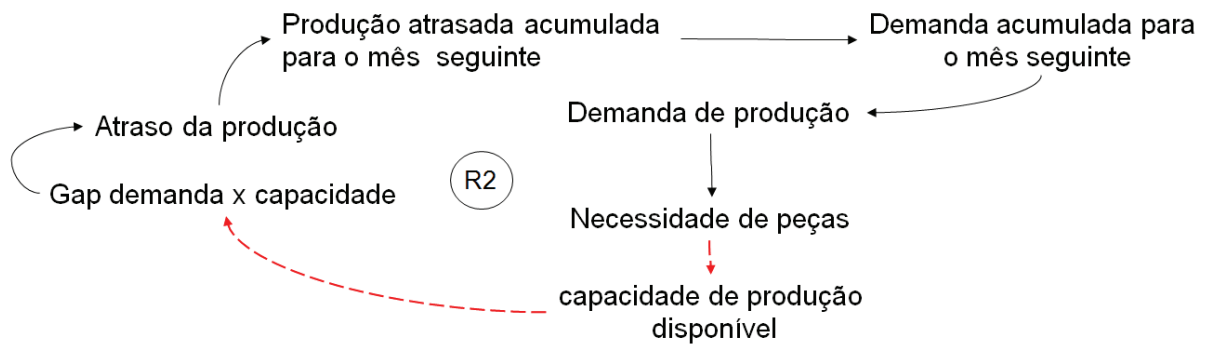 Produção atrasada acumulada
para o mês seguinte
Demanda acumulada para
o mês seguinte
Atraso da produção
Demanda de produção
Gap demanda x capacidade
R2
Necessidade de peças
capacidade de produção
disponível